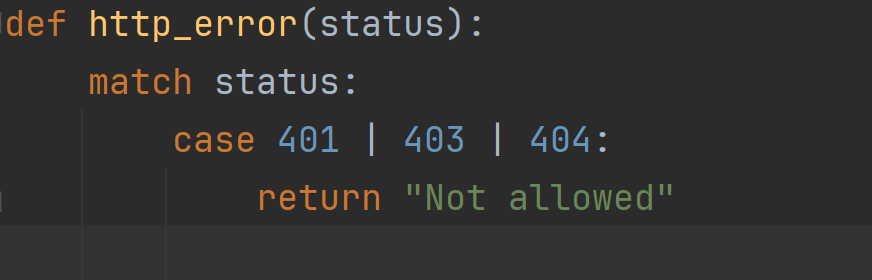 def http_error(status):
    match status:
        case 401 | 403 | 404:
            return "Not allowed"